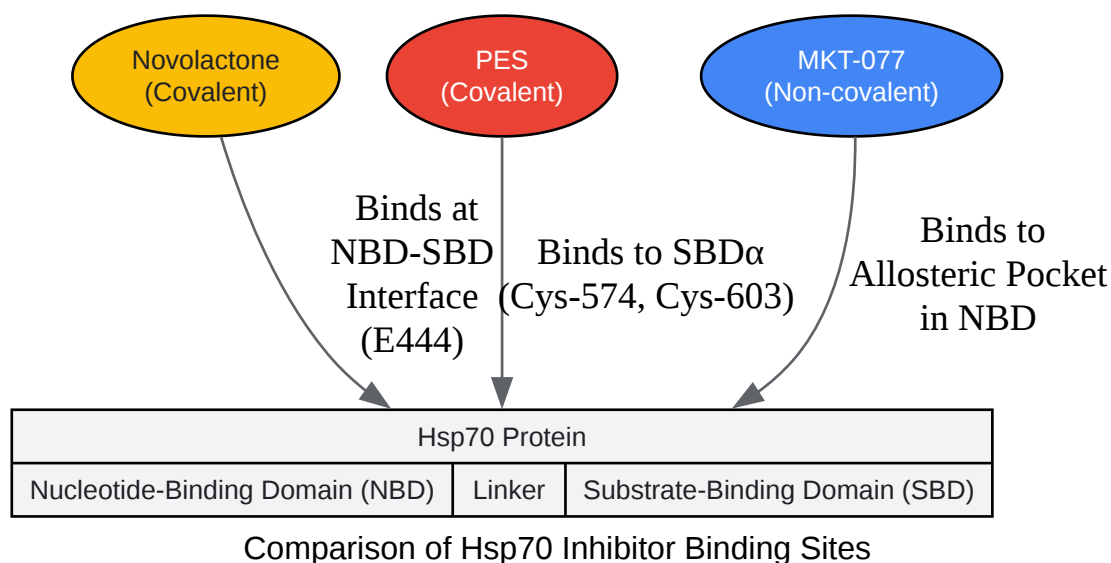 Novolactone
(Covalent)
PES
(Covalent)
MKT-077
(Non-covalent)
Binds at
NBD-SBD
Interface
(E444)
Binds to SBDα
(Cys-574, Cys-603)
Binds to
Allosteric Pocket
in NBD
Hsp70 Protein
Nucleotide-Binding Domain (NBD)
Linker
Substrate-Binding Domain (SBD)
Comparison of Hsp70 Inhibitor Binding Sites